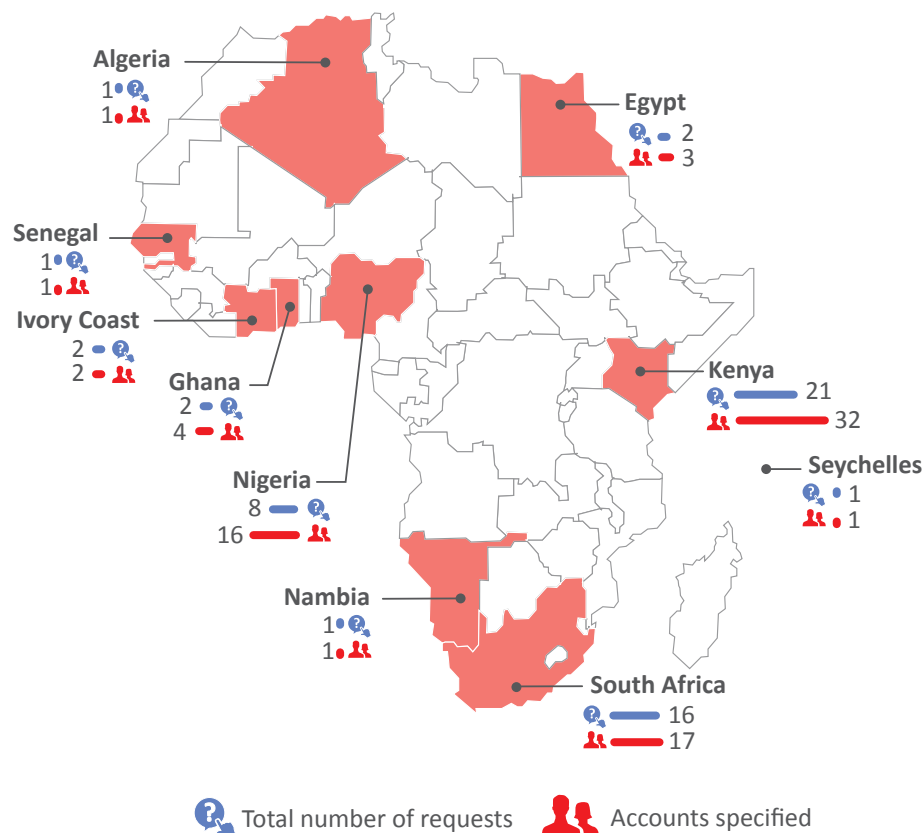 Algeria
1
1
Egypt
2
3
Senegal
1
1
Ivory Coast
2
2
Ghana
2
4
Kenya
21
32
Nigeria
8
16
Seychelles
1
1
Nambia
1
1
South Africa
16
17
? Total number of requests
Accounts specified